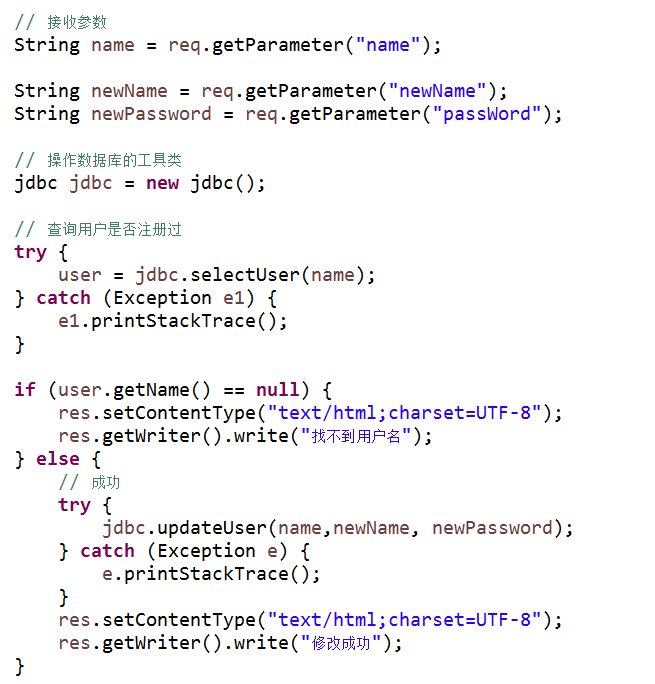 // 接收参数
String name = req.getParameter("name");
String newName = req.getParameter("newName");
String newPassword = req.getParameter("passWord");
// 操作数据库的工具类
jdbc jdbc = new jdbc();
// 查询用户是否注册过
try {
    user = jdbc.selectUser(name);
} catch (Exception e1) {
    e1.printStackTrace();
}
if (user.getName() == null) {
    res.setContentType("text/html;charset=UTF-8");
    res.getWriter().write("找不到用户名");
} else {
    // 成功
    try {
        jdbc.updateUser(name,newName, newPassword);
    } catch (Exception e) {
        e.printStackTrace();
    }
    res.setContentType("text/html;charset=UTF-8");
    res.getWriter().write("修改成功");
}